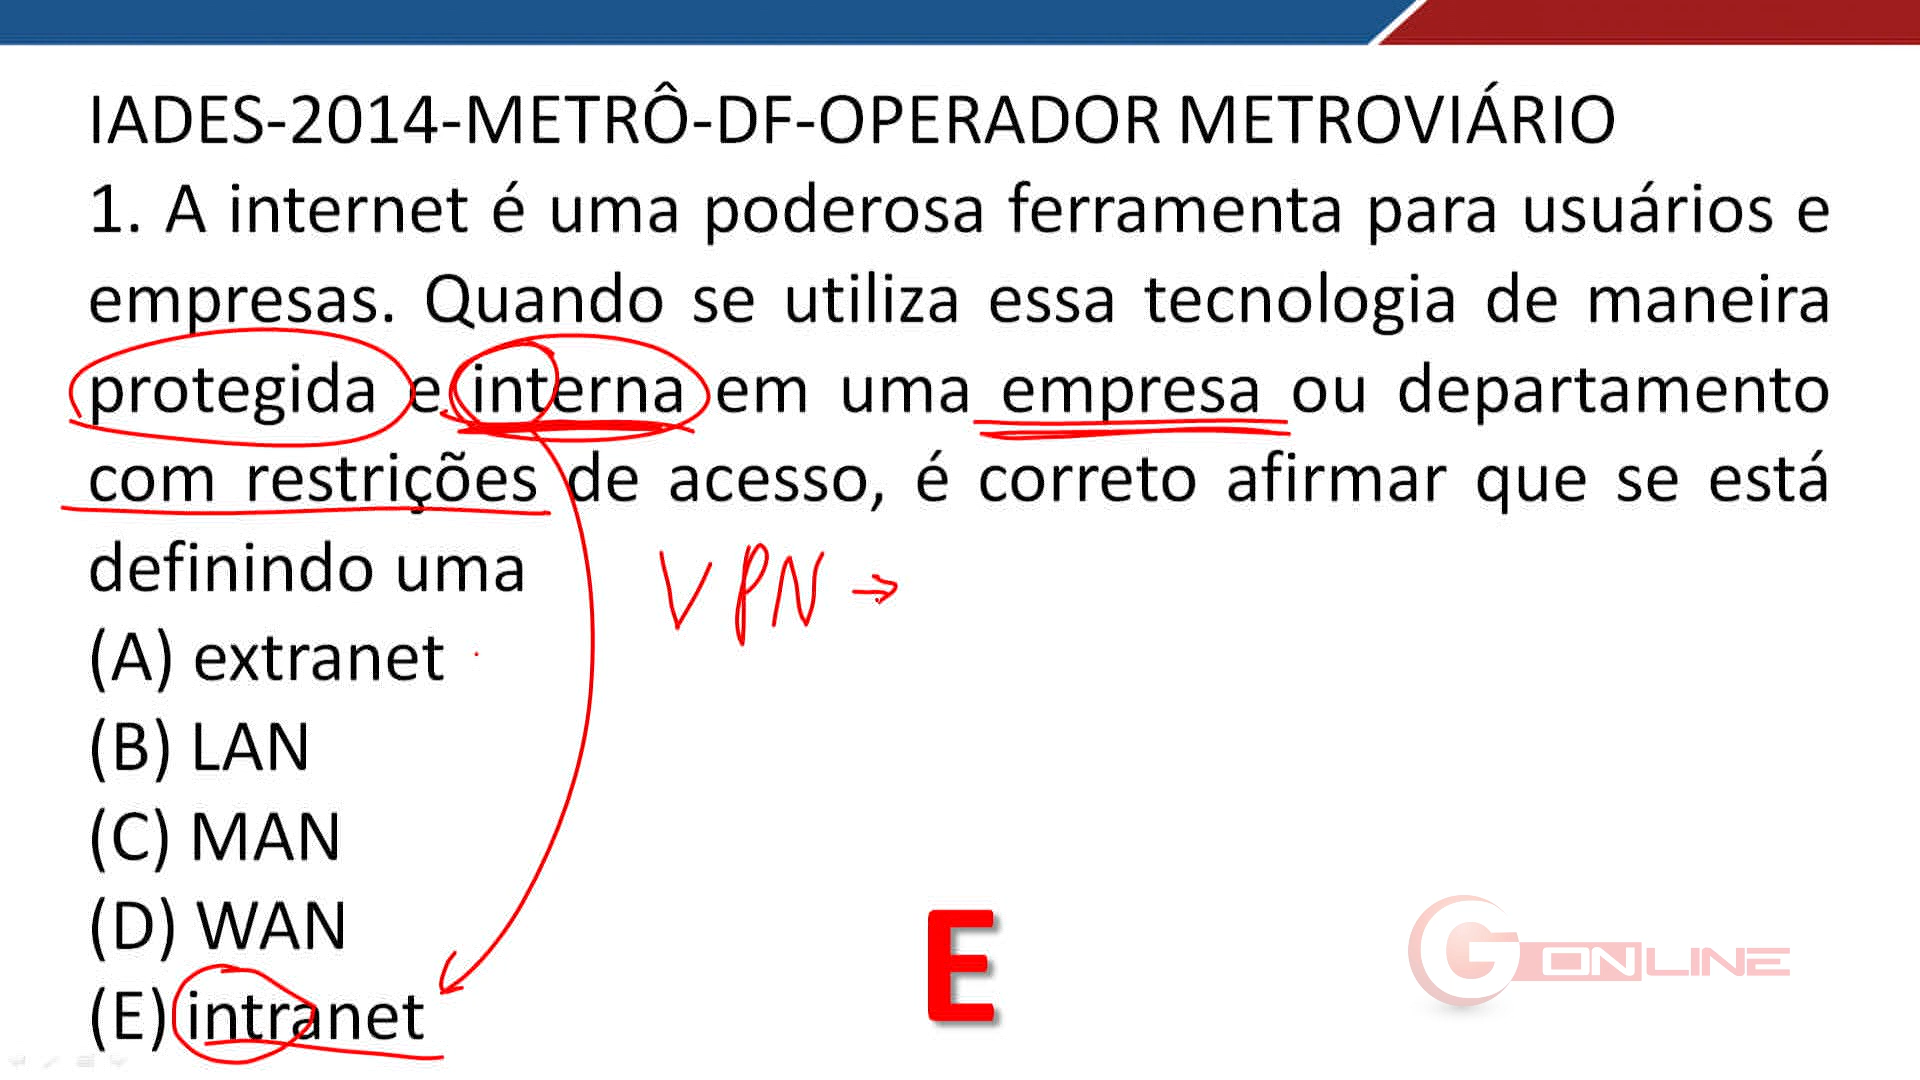 IADES-2014-METRÔ-DF-OPERADOR METROVIÁRIO
1. A internet é uma poderosa ferramenta para usuários e
empresas. Quando se utiliza essa tecnologia de maneira
protegida e interna em uma empresa ou departamento
com restrições de acesso, é correto afirmar que se está
definindo uma
VPN →
(A) extranet
(B) LAN
(C) MAN
(D) WAN
(E) intranet
E
G ONLINE